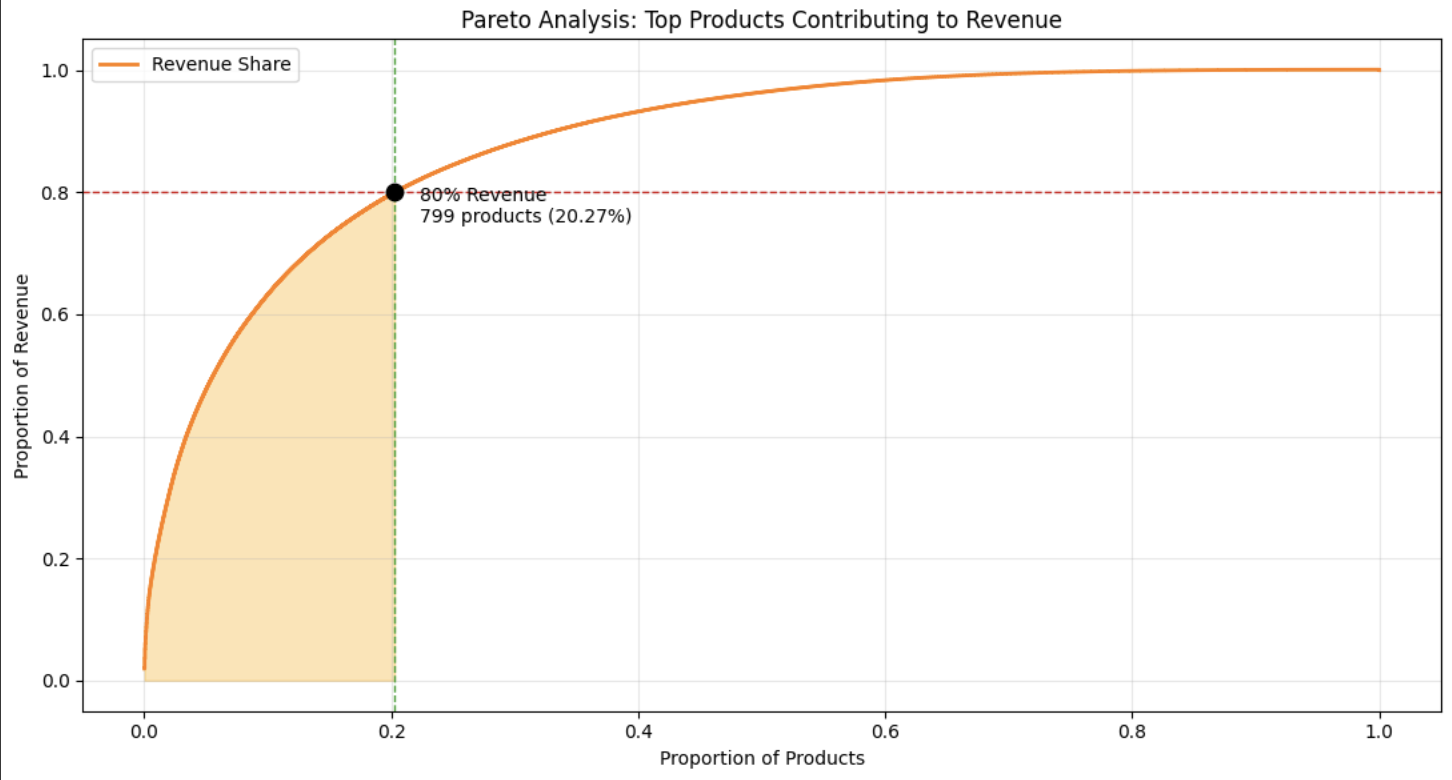 Pareto Analysis: Top Products Contributing to Revenue
Revenue Share
1.0
0.8
0.6
0.4
0.2
0.0
Proportion of Revenue
80% Revenue
799 products (20.27%)
0.0 0.2 0.4 0.6 0.8 1.0
Proportion of Products